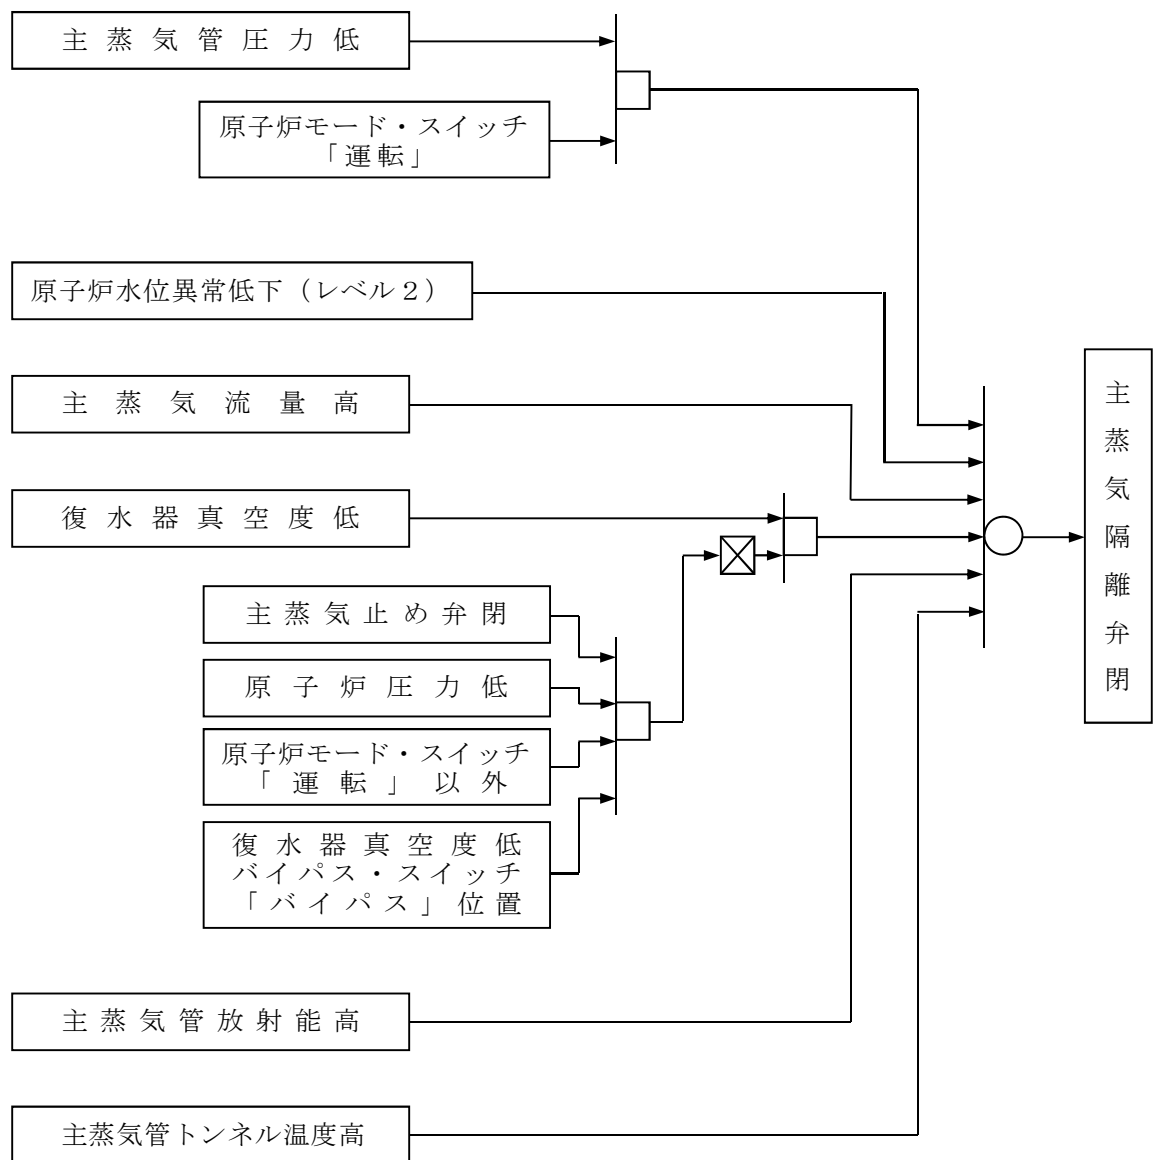 主蒸気管圧力低
原子炉モード・スイッチ
「運転」
原子炉水位異常低下（レベル２）
主蒸気流量高
復水器真空度低
主蒸気止め弁閉
原子炉圧力低
原子炉モード・スイッチ
「運転」以外
復水器真空度低
バイパス・スイッチ
「バイパス」位置
主蒸気管放射能高
主蒸気管トンネル温度高
主蒸気隔離弁閉